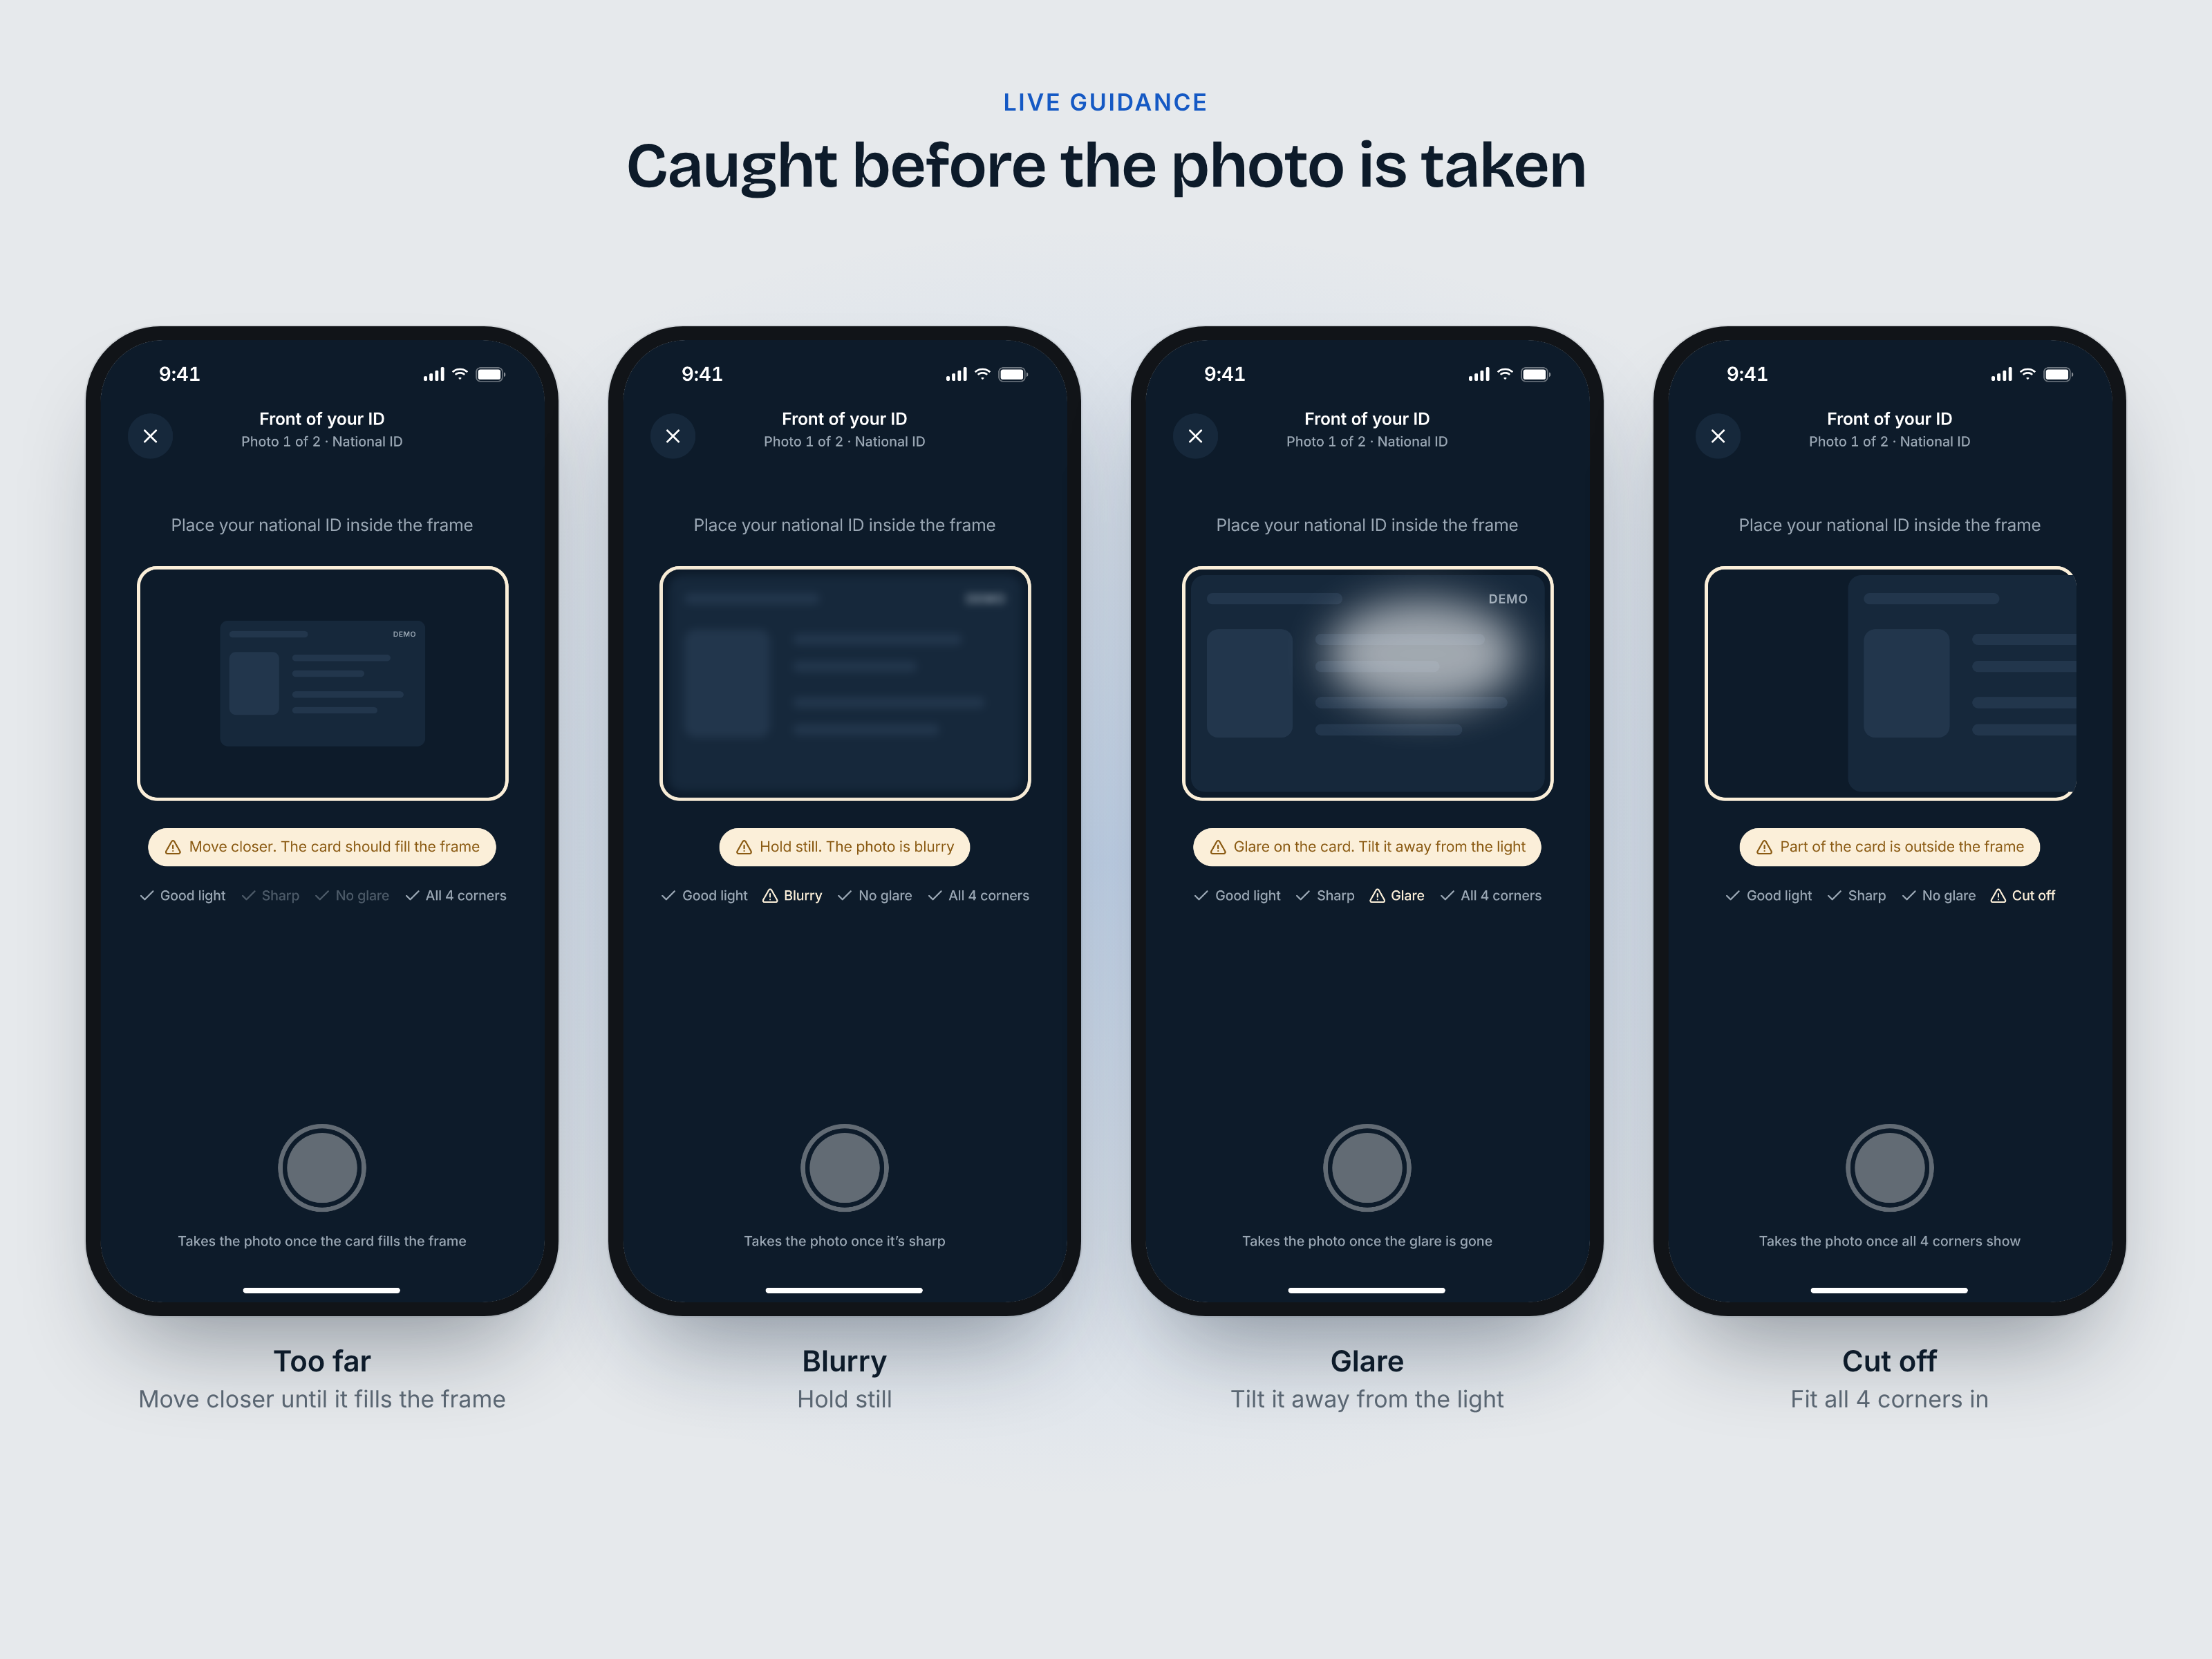 LIVE GUIDANCE
Caught before the photo is taken
9:41
Front of your ID
Photo 1 of 2 · National ID
Place your national ID inside the frame
DEMO
Move closer. The card should fill the frame
Good light Sharp No glare All 4 corners
Takes the photo once the card fills the frame
Too far
Move closer until it fills the frame
9:41
Front of your ID
Photo 1 of 2 · National ID
Place your national ID inside the frame
Hold still. The photo is blurry
Good light Blurry No glare All 4 corners
Takes the photo once it’s sharp
Blurry
Hold still
9:41
Front of your ID
Photo 1 of 2 · National ID
Place your national ID inside the frame
DEMO
Glare on the card. Tilt it away from the light
Good light Sharp Glare All 4 corners
Takes the photo once the glare is gone
Glare
Tilt it away from the light
9:41
Front of your ID
Photo 1 of 2 · National ID
Place your national ID inside the frame
Part of the card is outside the frame
Good light Sharp No glare Cut off
Takes the photo once all 4 corners show
Cut off
Fit all 4 corners in